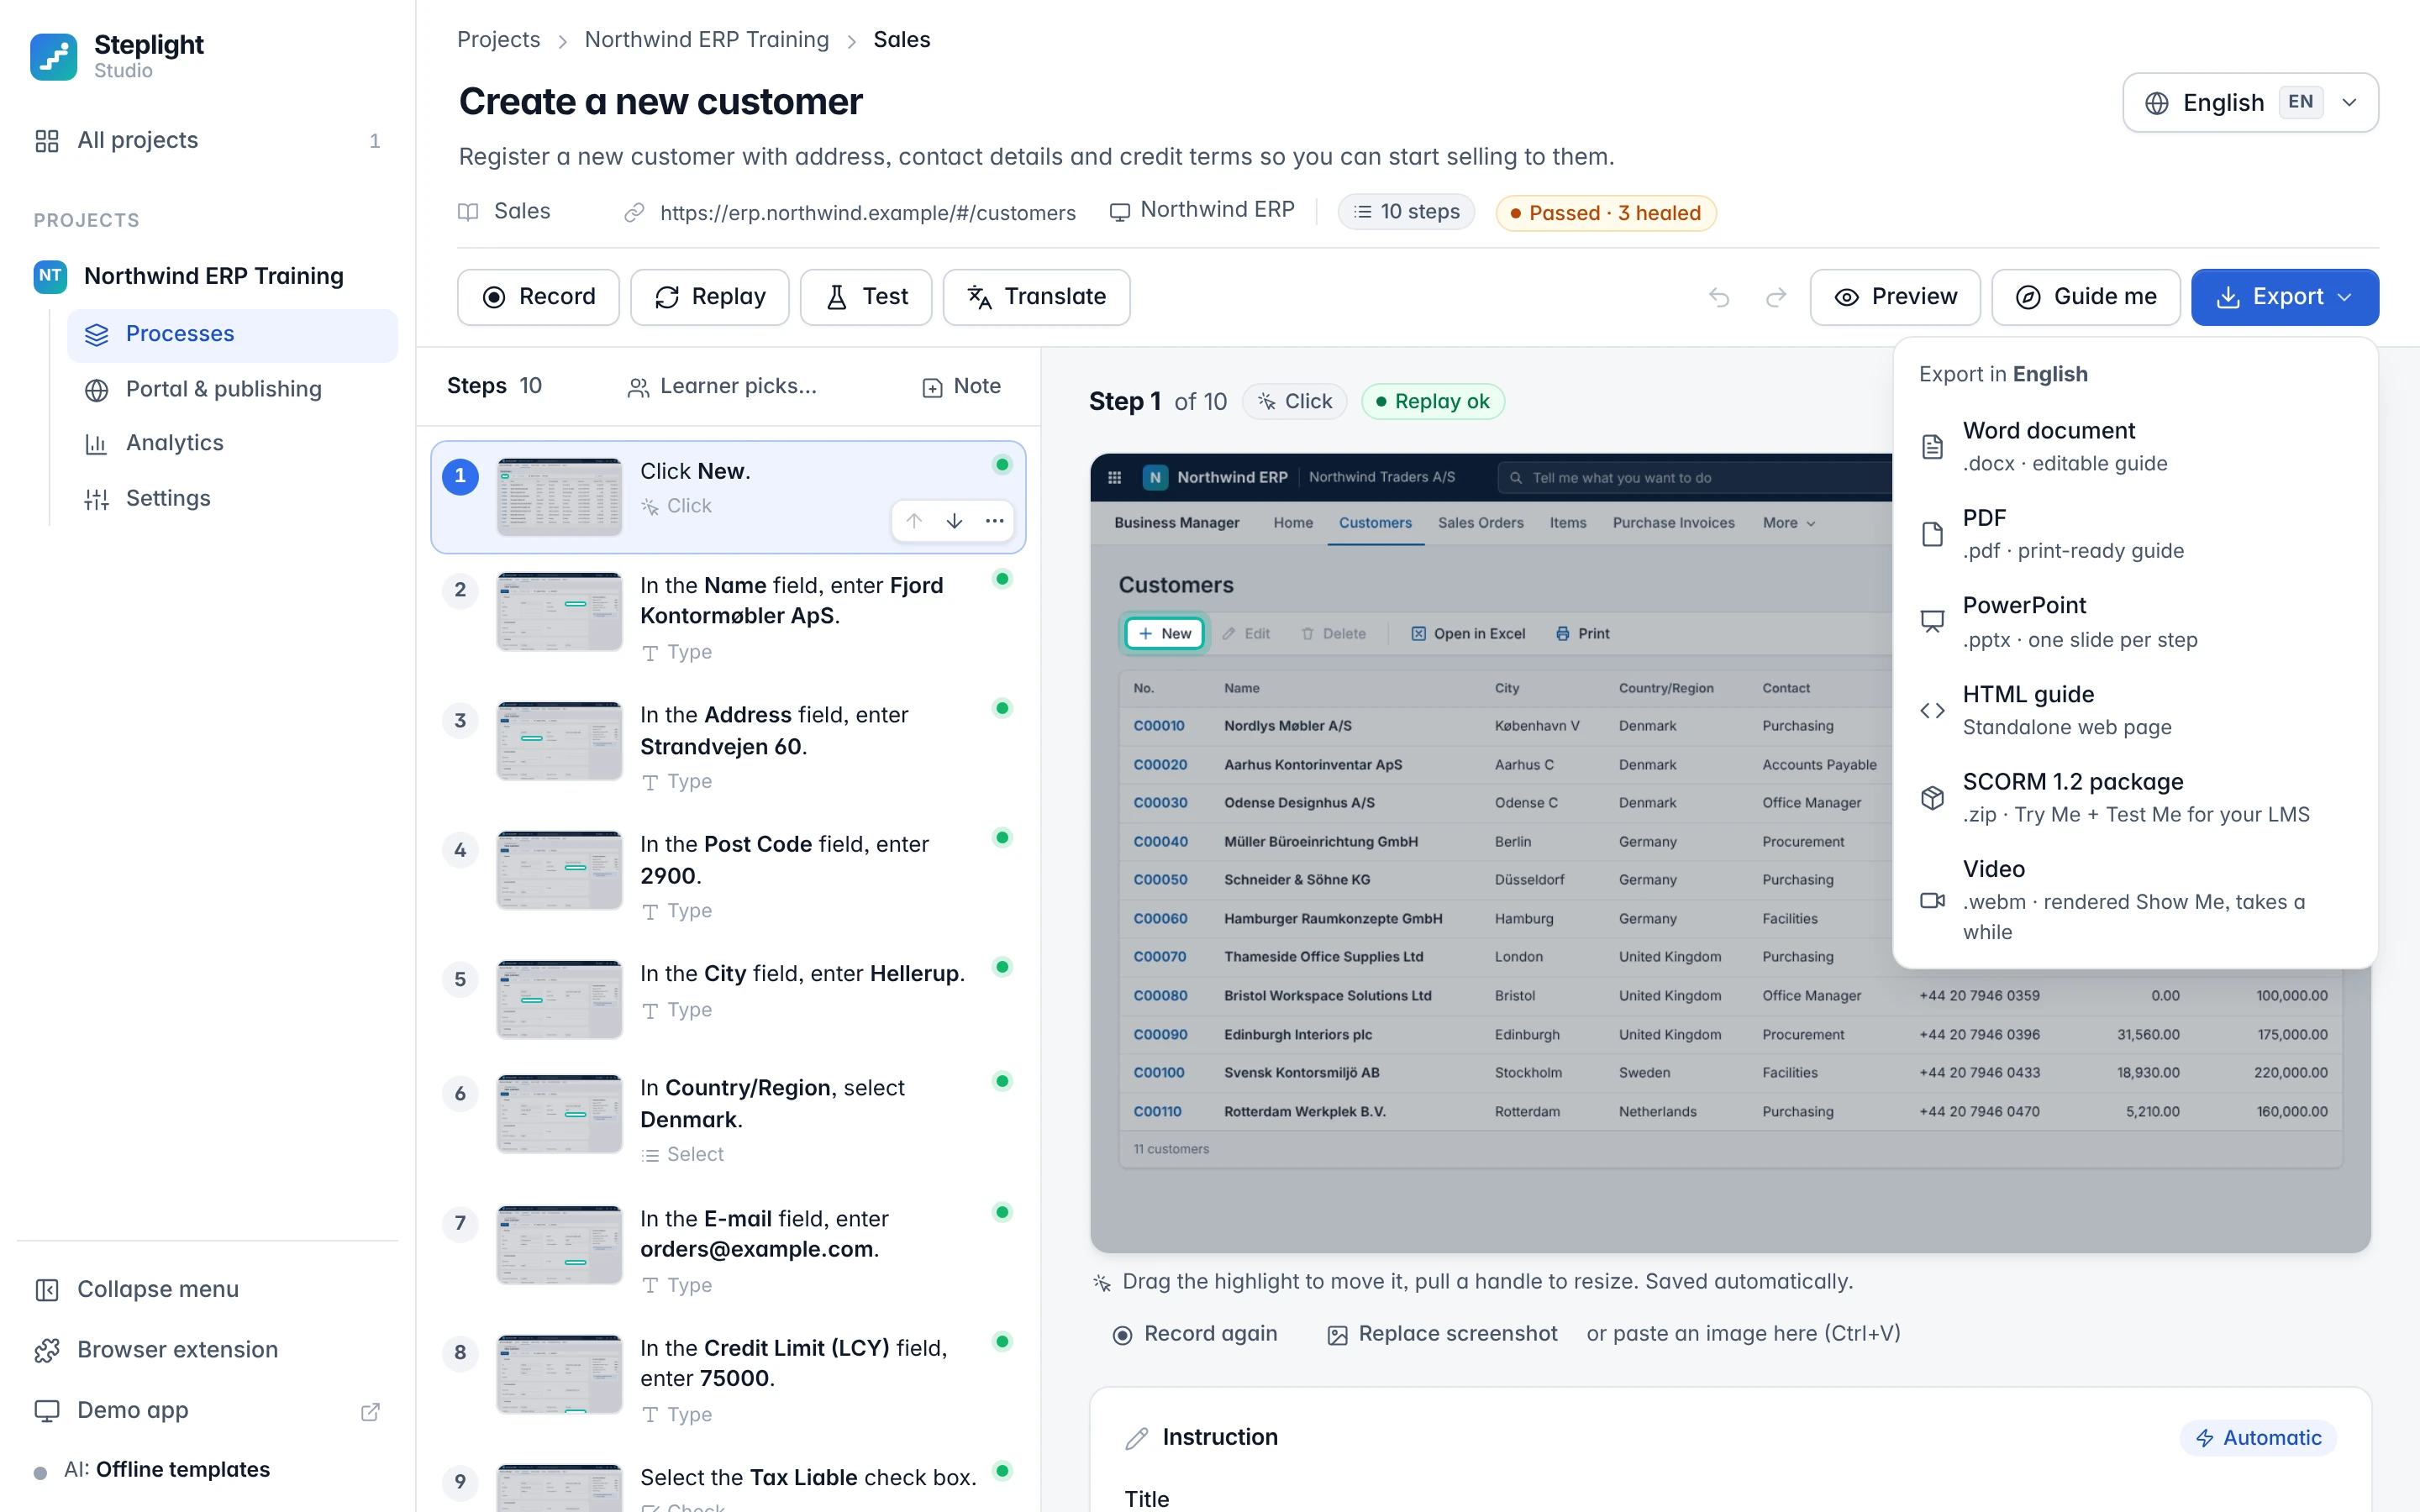 Steplight
Studio
All projects 1
PROJECTS
NT Northwind ERP Training
Processes
Portal & publishing
Analytics
Settings
Collapse menu
Browser extension
Demo app
AI: Offline templates
Projects Northwind ERP Training Sales
Create a new customer
Register a new customer with address, contact details and credit terms so you can start selling to them.
Sales https://erp.northwind.example/#/customers Northwind ERP 10 steps Passed · 3 healed
English EN
Record Replay Test Translate Preview Guide me Export
Steps 10 Learner picks... Note
1 Click New.
Click
2 In the Name field, enter Fjord
Kontormøbler ApS.
Type
3 In the Address field, enter
Strandvejen 60.
Type
4 In the Post Code field, enter
2900.
Type
5 In the City field, enter Hellerup.
Type
6 In Country/Region, select
Denmark.
Select
7 In the E-mail field, enter
orders@example.com.
Type
8 In the Credit Limit (LCY) field,
enter 75000.
Type
9 Select the Tax Liable check box.
Check
Step 1 of 10 Click Replay ok
N Northwind ERP Northwind Traders A/S Tell me what you want to do
Business Manager Home Customers Sales Orders Items Purchase Invoices More
Customers
New Edit Delete Open in Excel Print
No. Name City Country/Region Contact
C00010 Nordlys Møbler A/S København V Denmark Purchasing
C00020 Aarhus Kontorinventar ApS Aarhus C Denmark Accounts Payable
C00030 Odense Designhus A/S Odense C Denmark Office Manager
C00040 Müller Büroeinrichtung GmbH Berlin Germany Procurement
C00050 Schneider & Söhne KG Düsseldorf Germany Purchasing
C00060 Hamburger Raumkonzepte GmbH Hamburg Germany Facilities
C00070 Thameside Office Supplies Ltd London United Kingdom Purchasing
C00080 Bristol Workspace Solutions Ltd Bristol United Kingdom Office Manager +44 20 7946 0359 0.00 100,000.00
C00090 Edinburgh Interiors plc Edinburgh United Kingdom Procurement +44 20 7946 0396 31,560.00 175,000.00
C00100 Svensk Kontorsmiljö AB Stockholm Sweden Facilities +44 20 7946 0433 18,930.00 220,000.00
C00110 Rotterdam Werkplek B.V. Rotterdam Netherlands Purchasing +44 20 7946 0470 5,210.00 160,000.00
11 customers
Export in English
Word document
.docx · editable guide
PDF
.pdf · print-ready guide
PowerPoint
.pptx · one slide per step
HTML guide
Standalone web page
SCORM 1.2 package
.zip · Try Me + Test Me for your LMS
Video
.webm · rendered Show Me, takes a
while
Drag the highlight to move it, pull a handle to resize. Saved automatically.
Record again Replace screenshot or paste an image here (Ctrl+V)
Instruction Automatic
Title